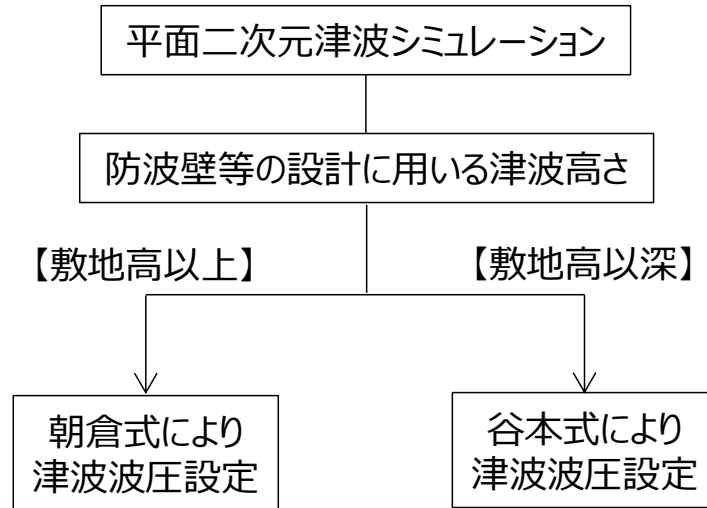 平面二次元津波シミュレーション
防波壁等の設計に用いる津波高さ
【敷地高以上】
【敷地高以深】
朝倉式により
津波波圧設定
谷本式により
津波波圧設定